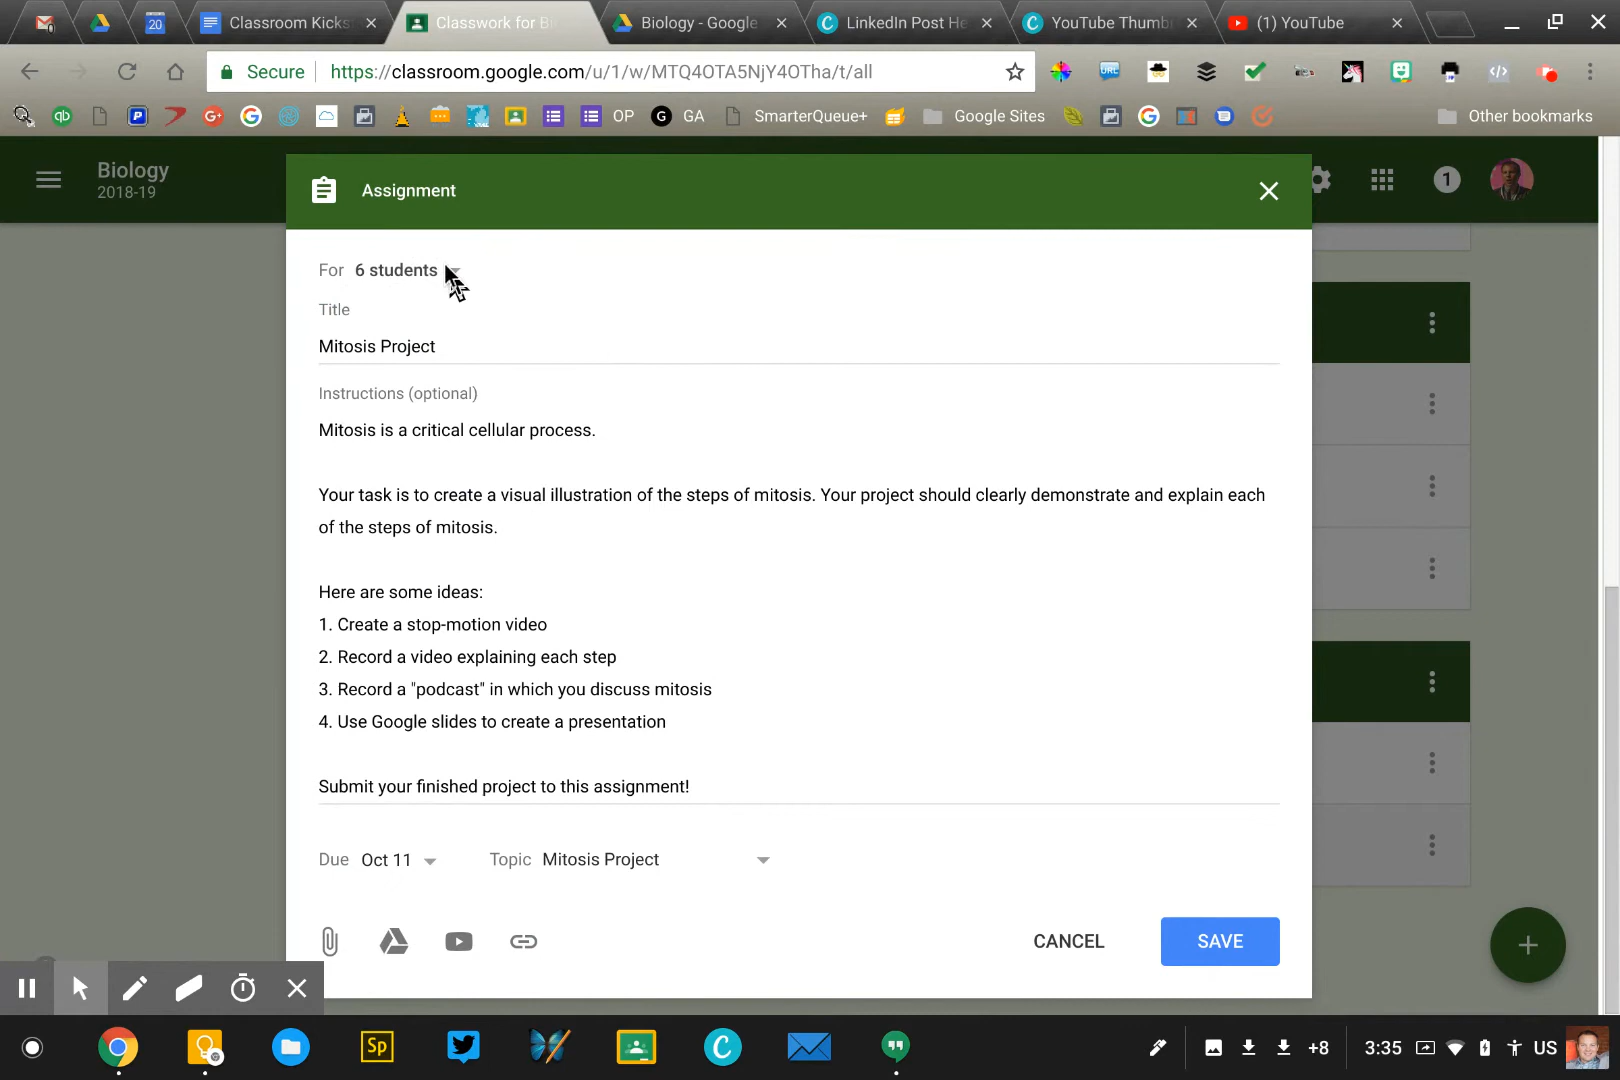 Classroom Kicks
Classwork for Bi
Biology - Google
LinkedIn Post He
YouTube Thumb
(1) YouTube
20
Secure
https://classroom.google.com/u/1/w/MTQ4OTA5NjY4OTha/t/all
URL
OP
G GA
SmarterQueue+
Google Sites
Other bookmarks
Biology
2018-19
Assignment
1
For 6 students
Title
Mitosis Project
Instructions (optional)
Mitosis is a critical cellular process.
Your task is to create a visual illustration of the steps of mitosis. Your project should clearly demonstrate and explain each
of the steps of mitosis.
Here are some ideas:
1. Create a stop-motion video
2. Record a video explaining each step
3. Record a "podcast" in which you discuss mitosis
4. Use Google slides to create a presentation
Submit your finished project to this assignment!
Due Oct 11
Topic Mitosis Project
CANCEL
SAVE
Sp
+8
3:35
US